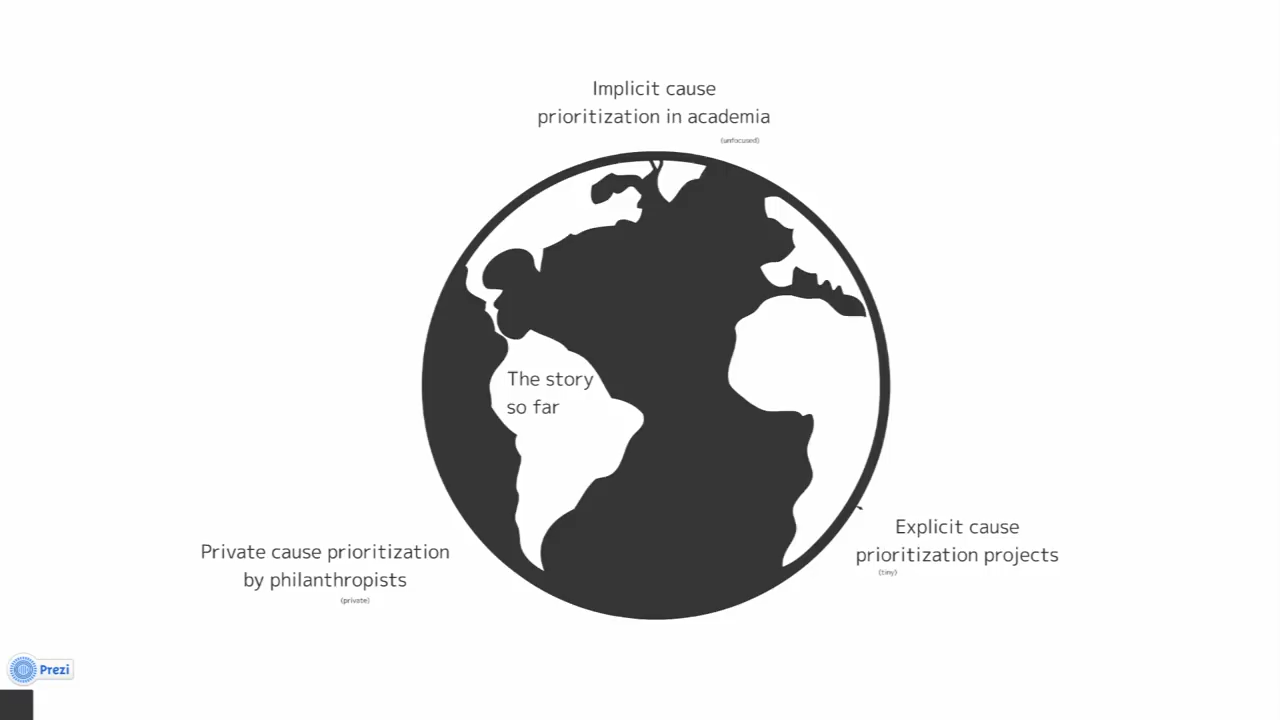 Implicit cause
prioritization in academia
(unfocused)
The story
so far
Explicit cause
prioritization projects
(tiny)
Private cause prioritization
by philanthropists
(private)
Prezi